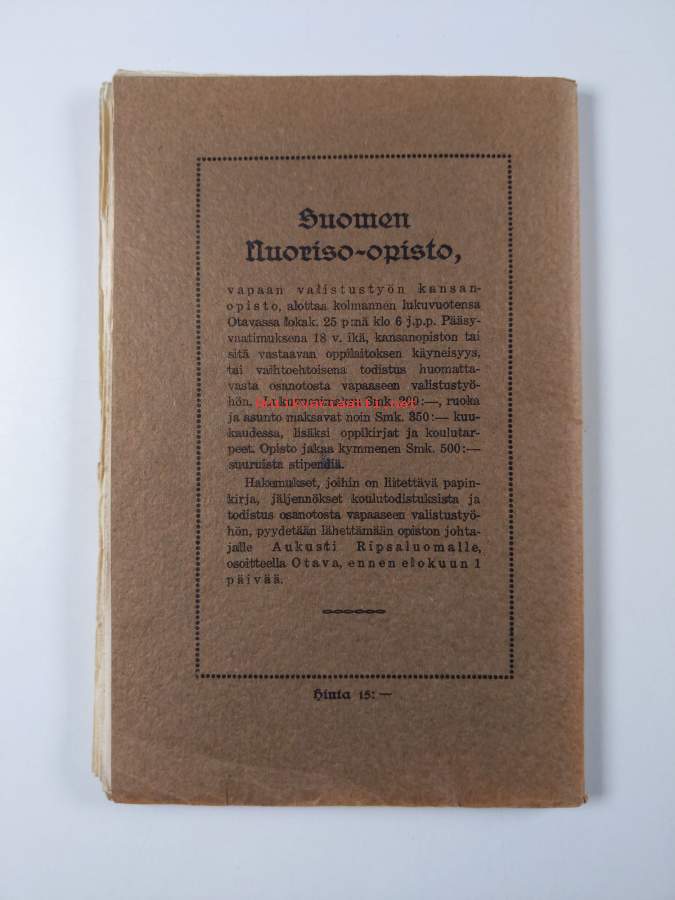 Suomen
Nuoriso-opisto,
vapaan valistustyön kansan-
opisto, alottaa kolmannen lukuvuotensa
Otavassa lokak. 25 p:nä klo 6 j.p.p. Pääsy-
vaatimuksena 18 v. ikä, kansanopiston tai
sitä vastaavan oppilaitoksen käyneisyys,
tai vaihtoehtoisena todistus huomatta-
vasta osanotosta vapaaseen valistustyö-
hön. Lukuvuosimaksu Smk. 200:—, ruoka
ja asunto maksavat noin Smk. 350:— kuu-
kaudessa, lisäksi oppikirjat ja koulutar-
peet. Opisto jakaa kymmenen Smk. 500:—
suuruista stipendiä.
Hakemukset, joihin on liitettävä papin-
kirja, jäljennökset koulutodistuksista ja
todistus osanotosta vapaaseen valistustyö-
hön, pyydetään lähettämään opiston johta-
jalle Aukusti Ripsaluomalle,
osoitteella Otava, ennen elokuun 1
päivää.
Hinta 15: —